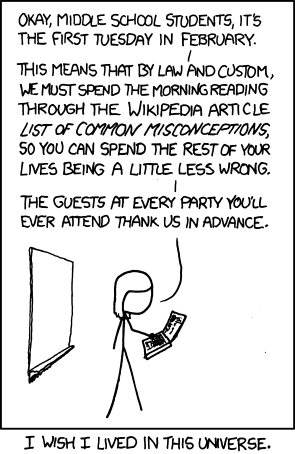 OKAY, MIDDLE SCHOOL STUDENTS, IT'S
THE FIRST TUESDAY IN FEBRUARY.
THIS MEANS THAT BY LAW AND CUSTOM,
WE MUST SPEND THE MORNING READING
THROUGH THE WIKIPEDIA ARTICLE
LIST OF COMMON MISCONCEPTIONS,
SO YOU CAN SPEND THE REST OF YOUR
LIVES BEING A LITTLE LESS WRONG.
THE GUESTS AT EVERY PARTY YOU'LL
EVER ATTEND THANK US IN ADVANCE.
I WISH I LIVED IN THIS UNIVERSE.